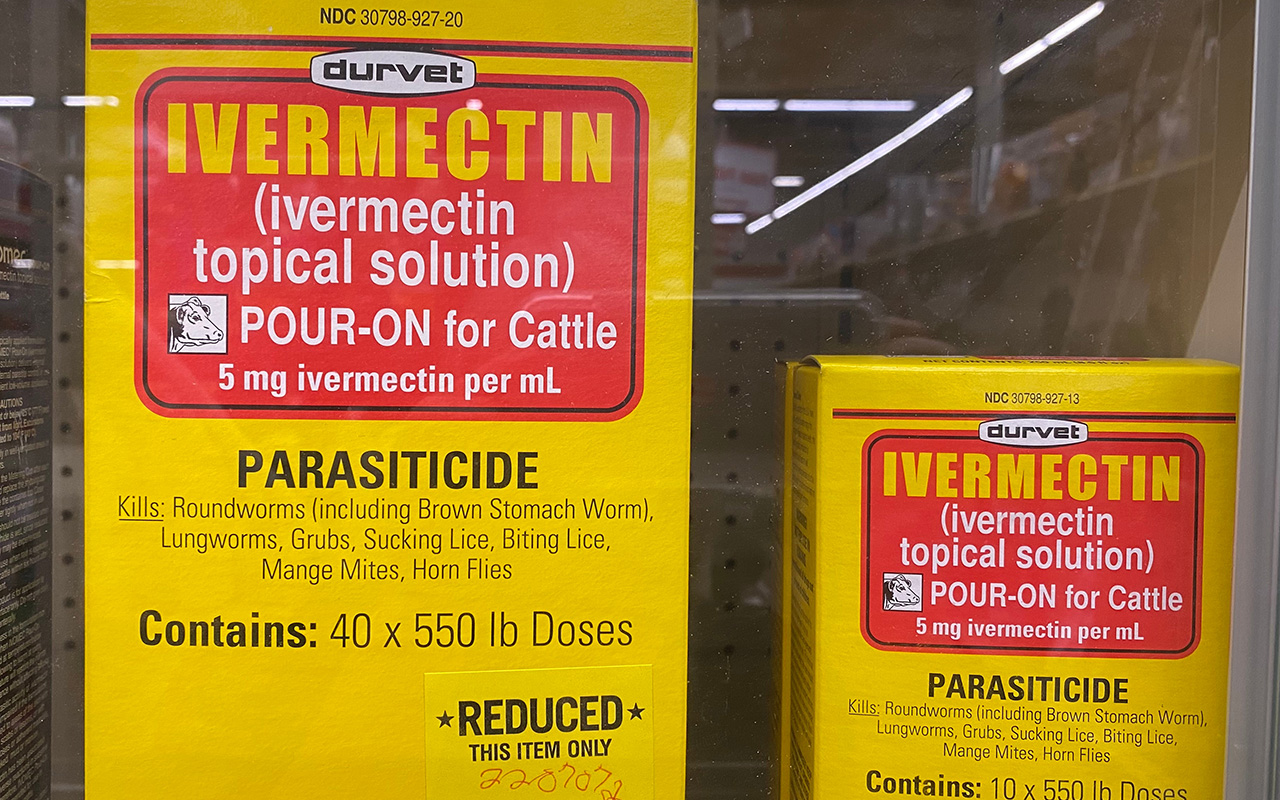 NDC 30798-927-20
durvet
IVERMECTIN
(ivermectin
topical solution)
POUR-ON for Cattle
5 mg ivermectin per mL
PARASITICIDE
Kills: Roundworms (including Brown Stomach Worm),
Lungworms, Grubs, Sucking Lice, Biting Lice,
Mange Mites, Horn Flies
Contains: 40 x 550 lb Doses
★REDUCED★
THIS ITEM ONLY
NDC 30798-927-13
durvet
IVERMECTIN
(ivermectin
topical solution)
POUR-ON for Cattle
5 mg ivermectin per mL
PARASITICIDE
Kills: Roundworms (including Brown Stomach Worm),
Lungworms, Grubs, Sucking Lice, Biting Lice,
Mange Mites, Horn Flies
Contains: 10 x 550 lb Doses